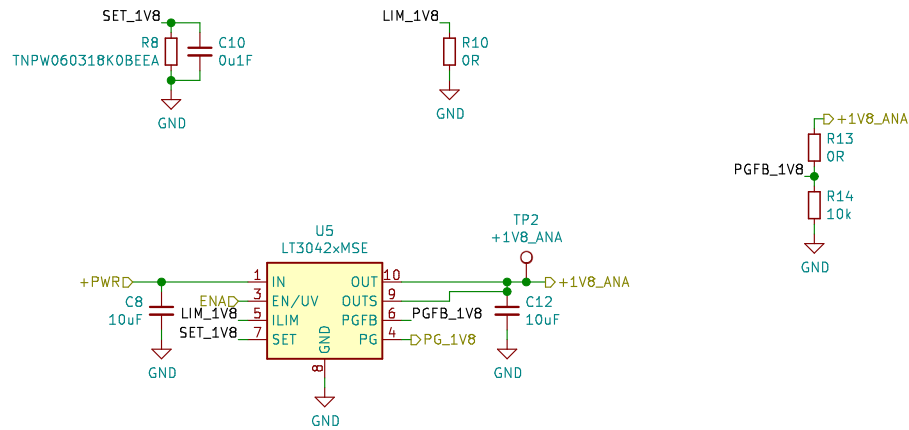 SET_1V8
R8
TNPW060318K0BEEA
C10
0u1F
GND
LIM_1V8
R10
0R
GND
+1V8_ANA
R13
0R
PGFB_1V8
R14
10k
GND
TP2
+1V8_ANA
U5
LT3042xMSE
+PWR
1
IN
OUT
10
+1V8_ANA
C8
10uF
ENA
3
EN/UV
OUTS
9
C12
10uF
LIM_1V8
5
ILIM
PGFB
6
PGFB_1V8
SET_1V8
7
SET
GND
PG
4
PG_1V8
8
GND
GND
GND